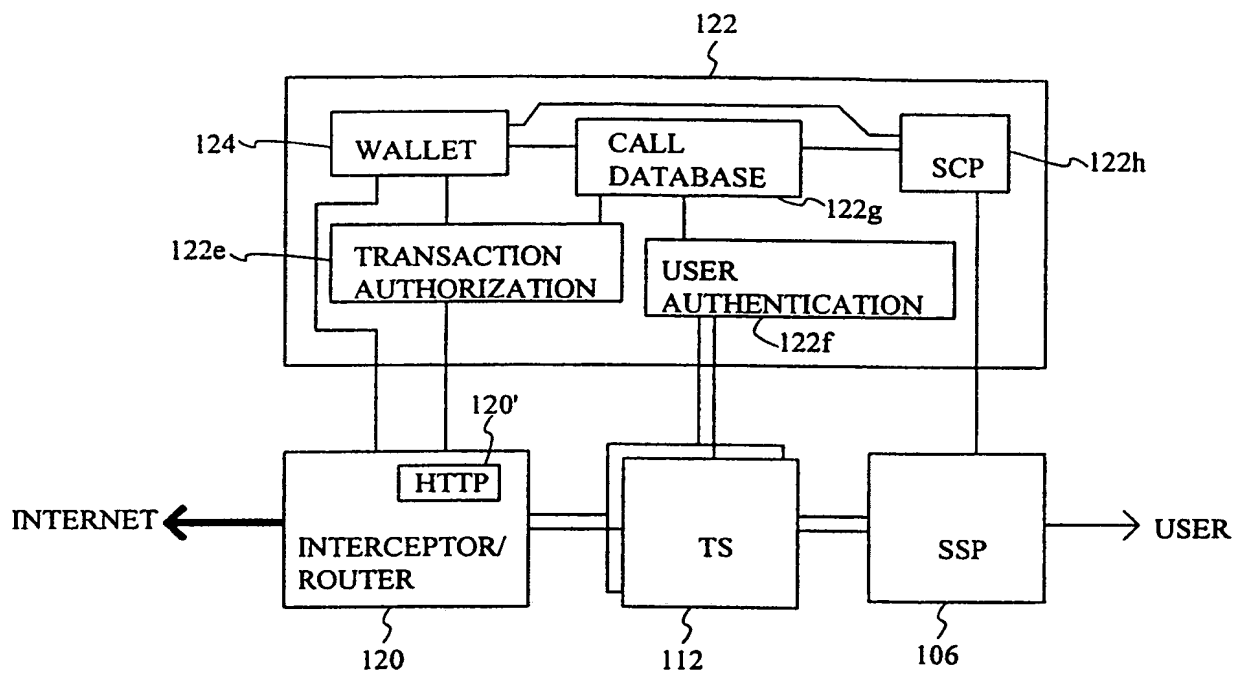 122
124
WALLET
CALL
DATABASE
SCP
122h
122g
122e
TRANSACTION
AUTHORIZATION
USER
AUTHENTICATION
122f
120'
HTTP
INTERNET
INTERCEPTOR/
ROUTER
TS
SSP
USER
120
112
106